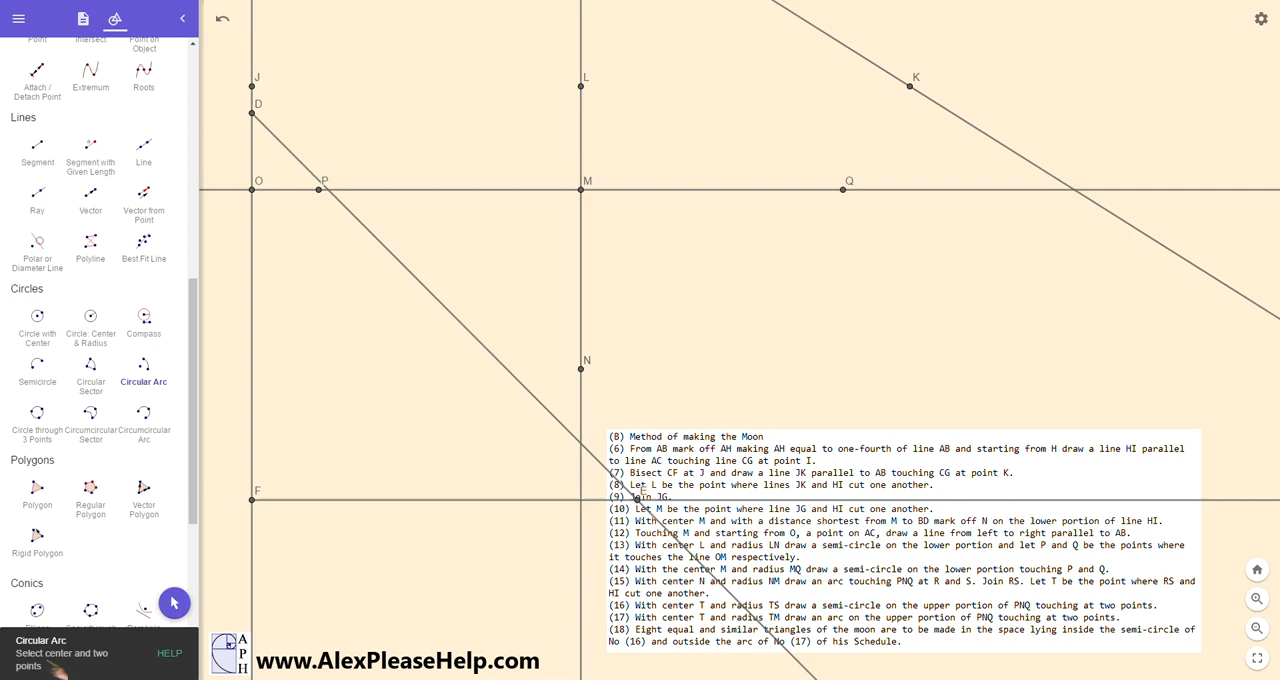 Point
Intersect
Point on
Object
Attach /
Detach Point
Extremum
Roots
Lines
Segment
Segment with
Given Length
Line
Ray
Vector
Vector from
Point
Polar or
Diameter Line
Polyline
Best Fit Line
Circles
Circle with
Center
Circle: Center
& Radius
Compass
Semicircle
Circular
Sector
Circular Arc
Circle through
3 Points
Circumcircular
Sector
Circumcircular
Arc
Polygons
Polygon
Regular
Polygon
Vector
Polygon
Rigid Polygon
Conics
Circular Arc
Select center and two
points
HELP
J
D
L
K
O
P
M
Q
N
F
E
(B) Method of making the Moon
(6) From AB mark off AH making AH equal to one-fourth of line AB and starting from H draw a line HI parallel
to line AC touching line CG at point I.
(7) Bisect CF at J and draw a line JK parallel to AB touching CG at point K.
(8) Let L be the point where lines JK and HI cut one another.
(9) Join JG.
(10) Let M be the point where line JG and HI cut one another.
(11) With center M and with a distance shortest from M to BD mark off N on the lower portion of line HI.
(12) Touching M and starting from O, a point on AC, draw a line from left to right parallel to AB.
(13) With center L and radius LN draw a semi-circle on the lower portion and let P and Q be the points where
it touches the line OM respectively.
(14) With the center M and radius MQ draw a semi-circle on the lower portion touching P and Q.
(15) With center N and radius NM draw an arc touching PNQ at R and S. Join RS. Let T be the point where RS and
HI cut one another.
(16) With center T and radius TS draw a semi-circle on the upper portion of PNQ touching at two points.
(17) With center T and radius TM draw an arc on the upper portion of PNQ touching at two points.
(18) Eight equal and similar triangles of the moon are to be made in the space lying inside the semi-circle of
No (16) and outside the arc of No (17) of his Schedule.
A
P
H
www.AlexPleaseHelp.com